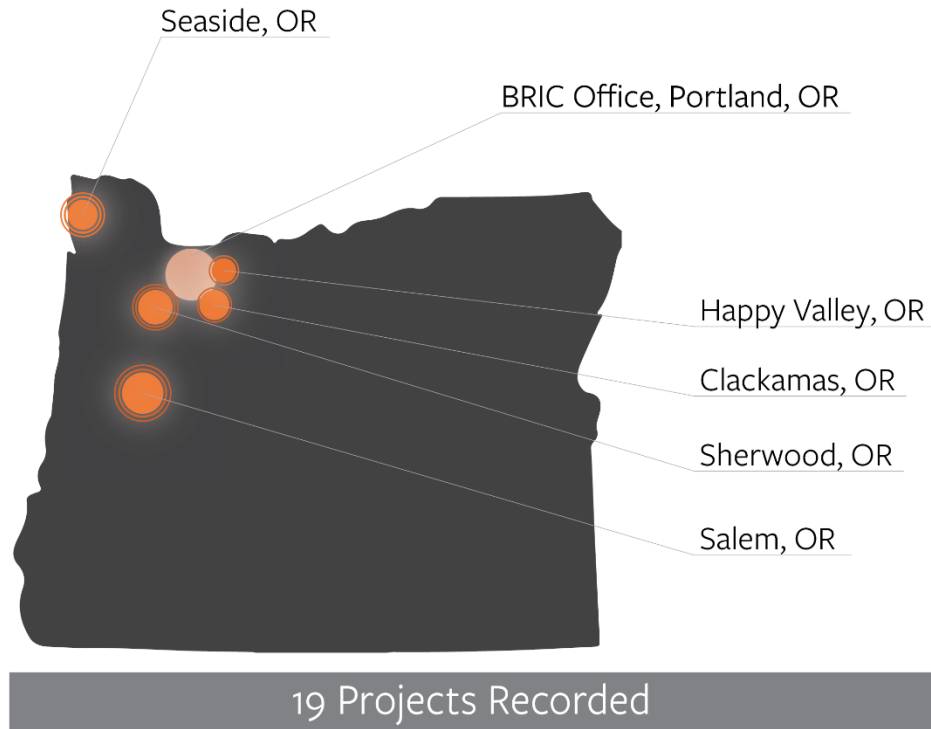 Seaside, OR
BRIC Office, Portland, OR
Happy Valley, OR
Clackamas, OR
Sherwood, OR
Salem, OR
19 Projects Recorded